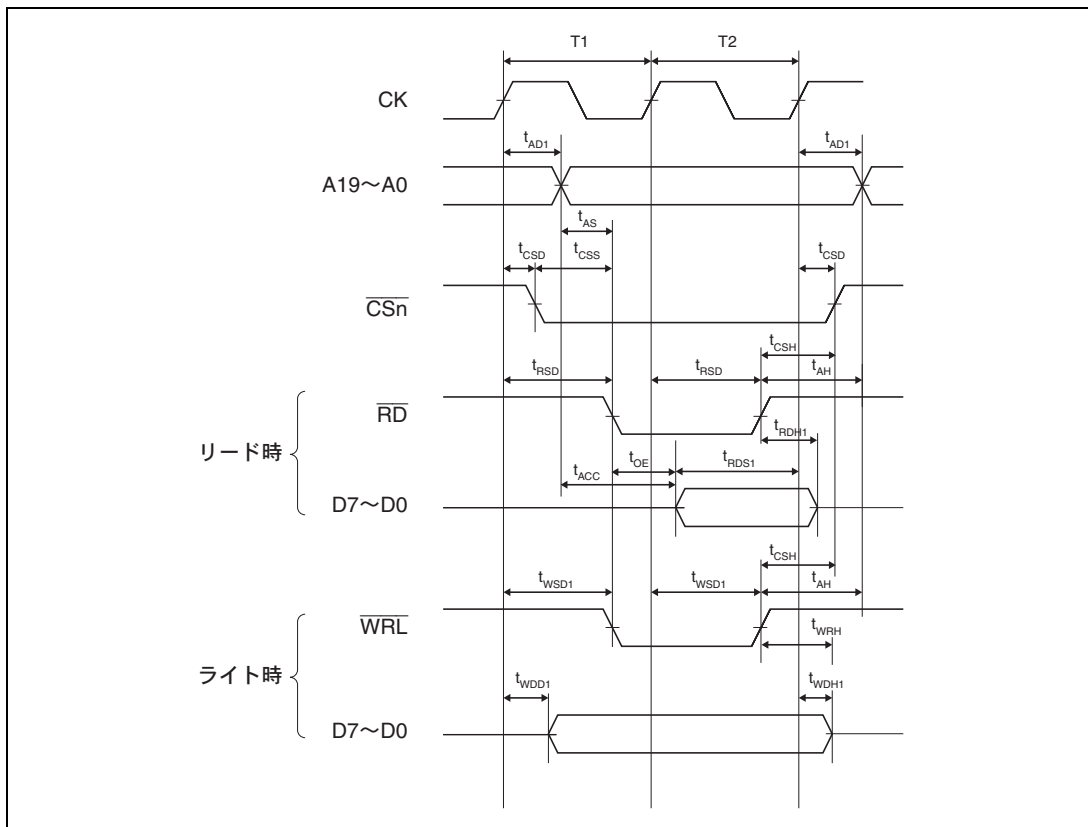 T1 T2
CK
tAD1 tAD1
A19～A0
tAS
tCSD tCSS tCSD
CSn
tCSH
tRSD tRSD tAH
RD
tRDH1
リード時
tOE tRDS1
tACC
D7～D0
tCSH
tWSD1 tWSD1 tAH
WRL
tWRH
ライト時
tWDD1 tWDH1
D7～D0